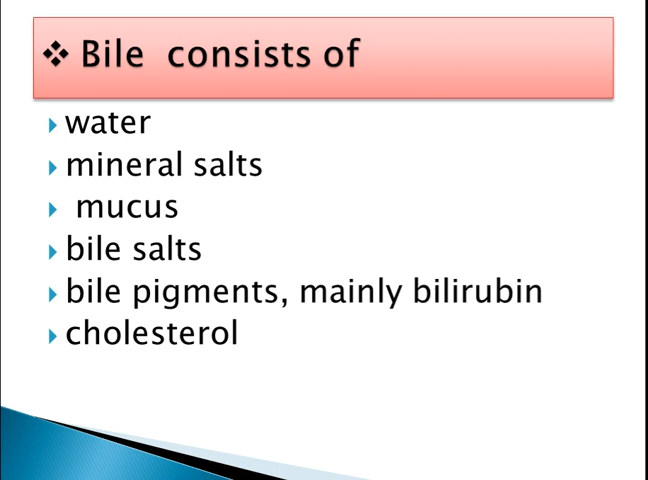 ❖ Bile consists of
water
mineral salts
mucus
bile salts
bile pigments, mainly bilirubin
cholesterol